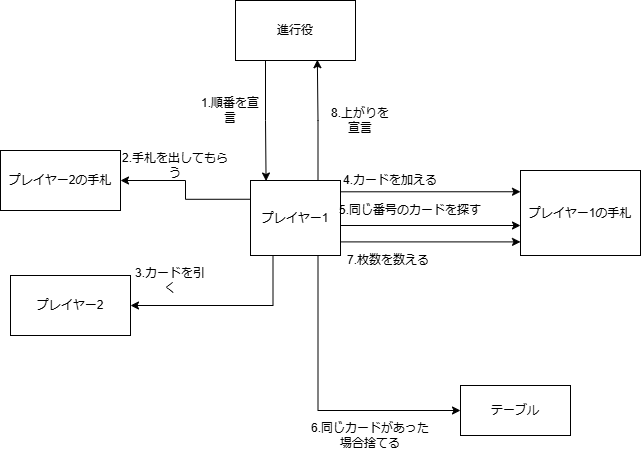 進行役
1.順番を宣
言
8.上がりを
宣言
2.手札を出してもら
う
プレイヤー2の手札
プレイヤー1
4.カードを加える
5.同じ番号のカードを探す
7.枚数を数える
プレイヤー1の手札
3.カードを引
く
プレイヤー2
6.同じカードがあった
場合捨てる
テーブル